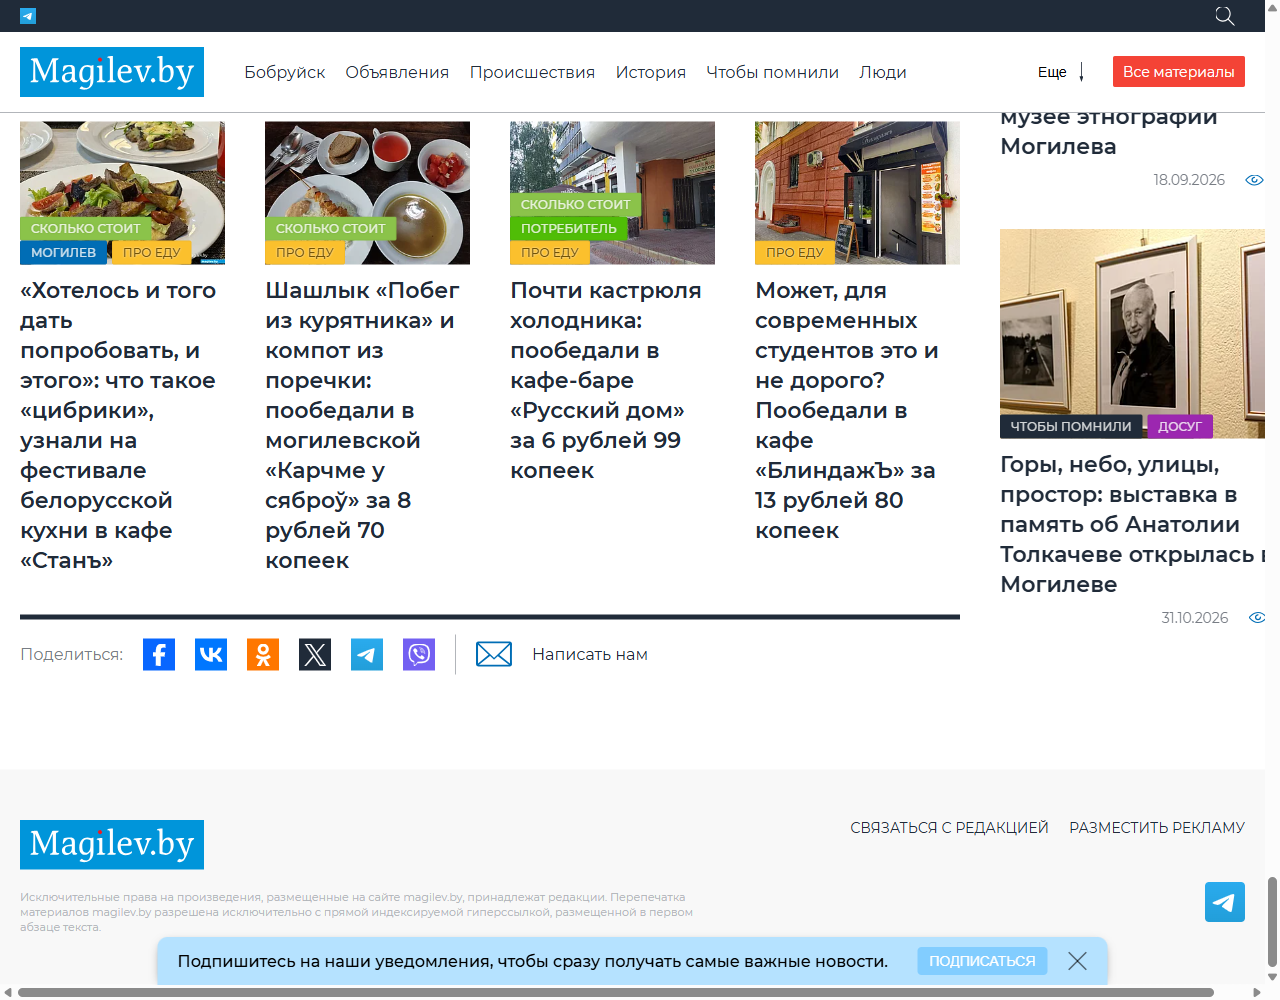 Magilev.by
Бобруйск
Объявления
Происшествия
История
Чтобы помнили
Люди
Еще
Все материалы
СКОЛЬКО СТОИТ
МОГИЛЕВ
ПРО ЕДУ
«Хотелось и того
дать
попробовать, и
этого»: что такое
«цибрики»,
узнали на
фестивале
белорусской
кухни в кафе
«Станъ»
СКОЛЬКО СТОИТ
ПРО ЕДУ
Шашлык «Побег
из курятника» и
компот из
поречки:
пообедали в
могилевской
«Карчме у
сяброў» за 8
рублей 70
копеек
СКОЛЬКО СТОИТ
ПОТРЕБИТЕЛЬ
ПРО ЕДУ
Почти кастрюля
холодника:
пообедали в
кафе-баре
«Русский дом»
за 6 рублей 99
копеек
ПРО ЕДУ
Может, для
современных
студентов это и
не дорого?
Пообедали в
кафе
«БлиндажЪ» за
13 рублей 80
копеек
музее этнографии
Могилева
18.09.2026
ЧТОБЫ ПОМНИЛИ
ДОСУГ
Горы, небо, улицы,
простор: выставка в
память об Анатолии
Толкачеве открылась в
Могилеве
31.10.2026
Поделиться:
Написать нам
Magilev.by
СВЯЗАТЬСЯ С РЕДАКЦИЕЙ
РАЗМЕСТИТЬ РЕКЛАМУ
Исключительные права на произведения, размещенные на сайте magilev.by, принадлежат редакции. Перепечатка
материалов magilev.by разрешена исключительно с прямой индексируемой гиперссылкой, размещенной в первом
абзаце текста.
Подпишитесь на наши уведомления, чтобы сразу получать самые важные новости.
ПОДПИСАТЬСЯ